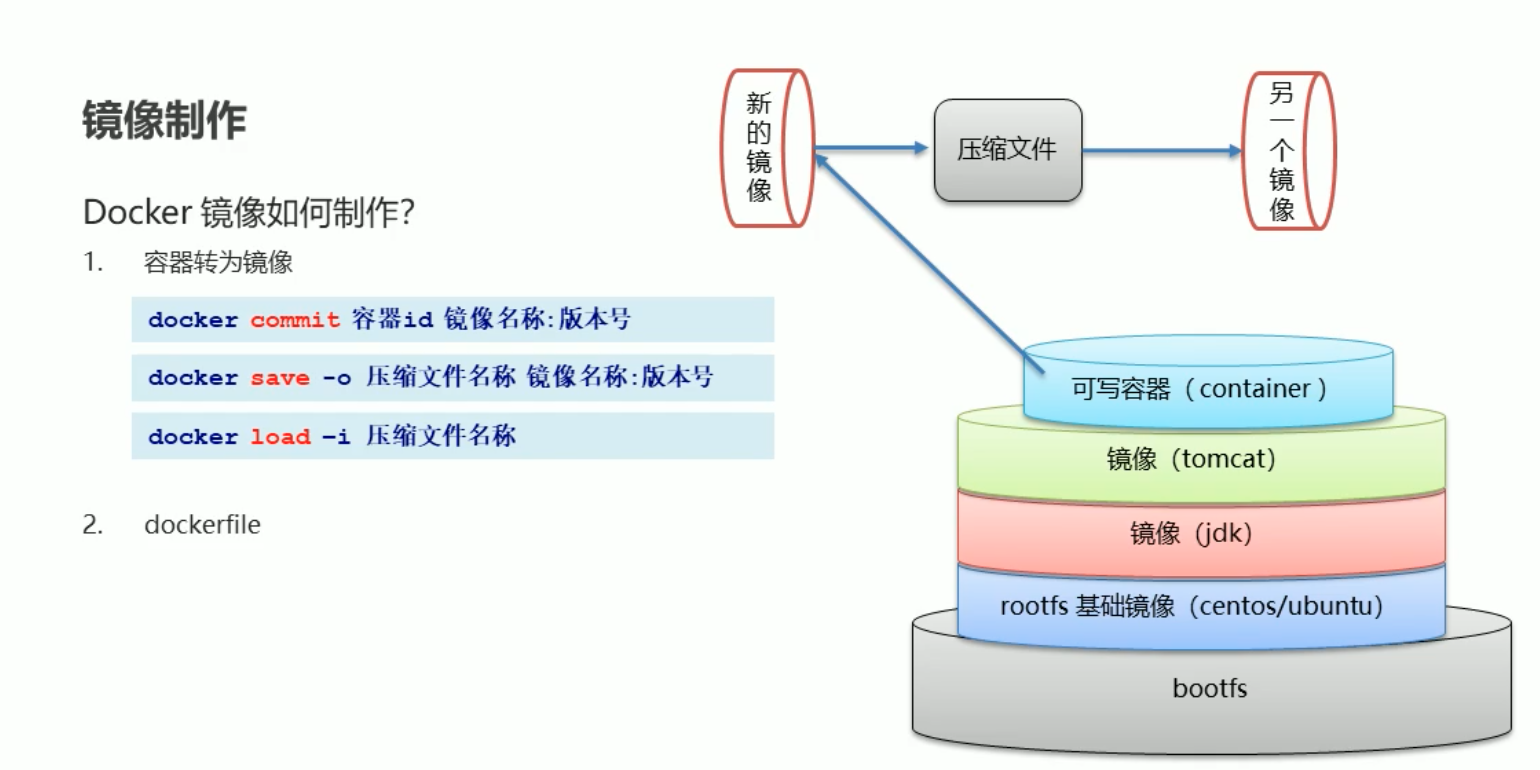 镜像制作
Docker 镜像如何制作？
1. 容器转为镜像
docker commit 容器id 镜像名称:版本号
docker save -o 压缩文件名称 镜像名称:版本号
docker load –i 压缩文件名称
2. dockerfile
新的镜像
压缩文件
另一个镜像
可写容器（container）
镜像（tomcat）
镜像（jdk）
rootfs 基础镜像（centos/ubuntu）
bootfs